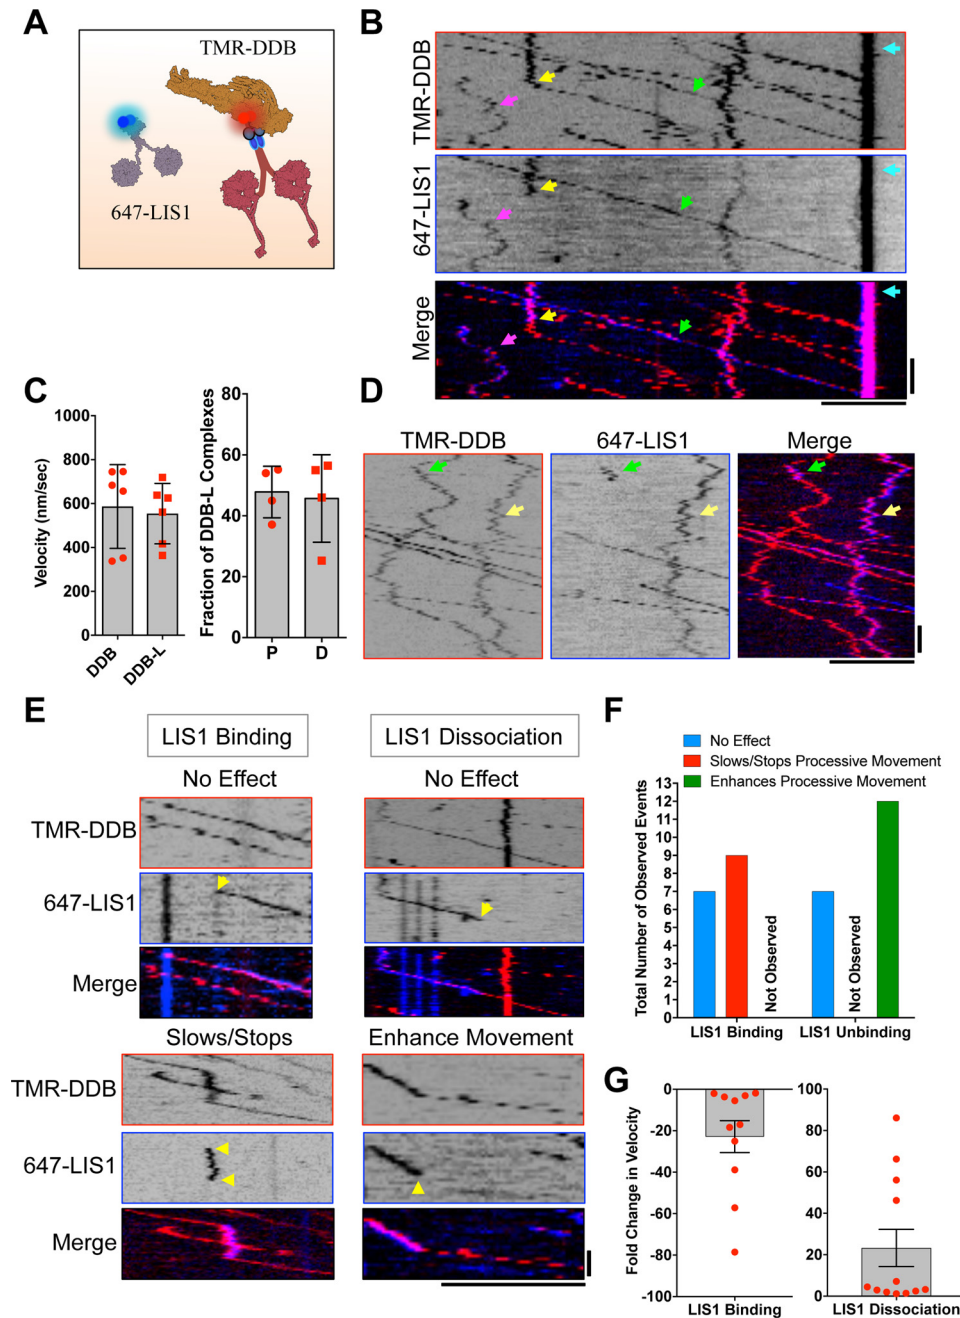 A
TMR-DDB
647-LIS1
B
TMR-DDB
647-LIS1
Merge
C
Velocity (nm/sec)
1000
800
600
400
200
0
DDB
DDB-L
Fraction of DDB-L Complexes
80
60
40
20
0
P
D
D
TMR-DDB
647-LIS1
Merge
E
LIS1 Binding
LIS1 Dissociation
No Effect
No Effect
TMR-DDB
647-LIS1
Merge
Slows/Stops
Enhance Movement
TMR-DDB
647-LIS1
Merge
F
No Effect
Slows/Stops Processive Movement
Enhances Processive Movement
Total Number of Observed Events
13
12
11
10
9
8
7
6
5
4
3
2
1
0
Not Observed
Not Observed
LIS1 Binding
LIS1 Unbinding
G
Fold Change in Velocity
0
-20
-40
-60
-80
-100
LIS1 Binding
100
80
60
40
20
0
LIS1 Dissociation